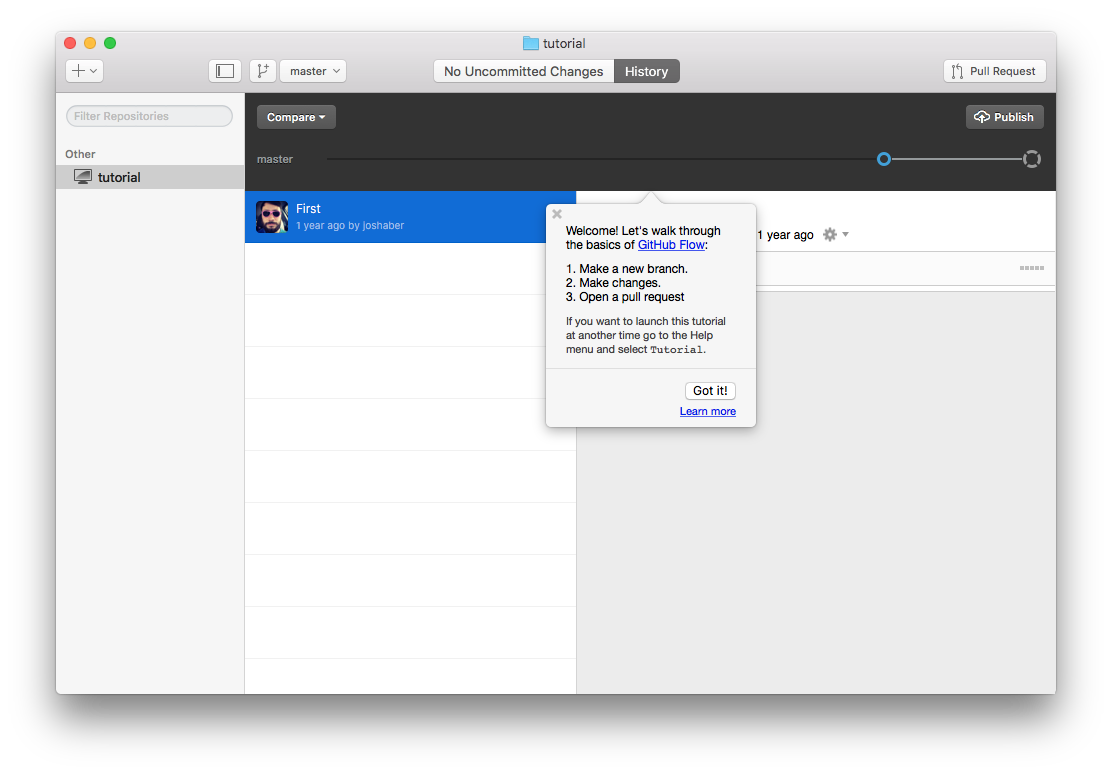 tutorial
master
No Uncommitted Changes
History
Pull Request
Filter Repositories
Compare
Publish
Other
master
tutorial
First
1 year ago by joshaber
1 year ago
Welcome! Let's walk through
the basics of GitHub Flow:
1. Make a new branch.
2. Make changes.
3. Open a pull request
If you want to launch this tutorial
at another time go to the Help
menu and select Tutorial.
Got it!
Learn more